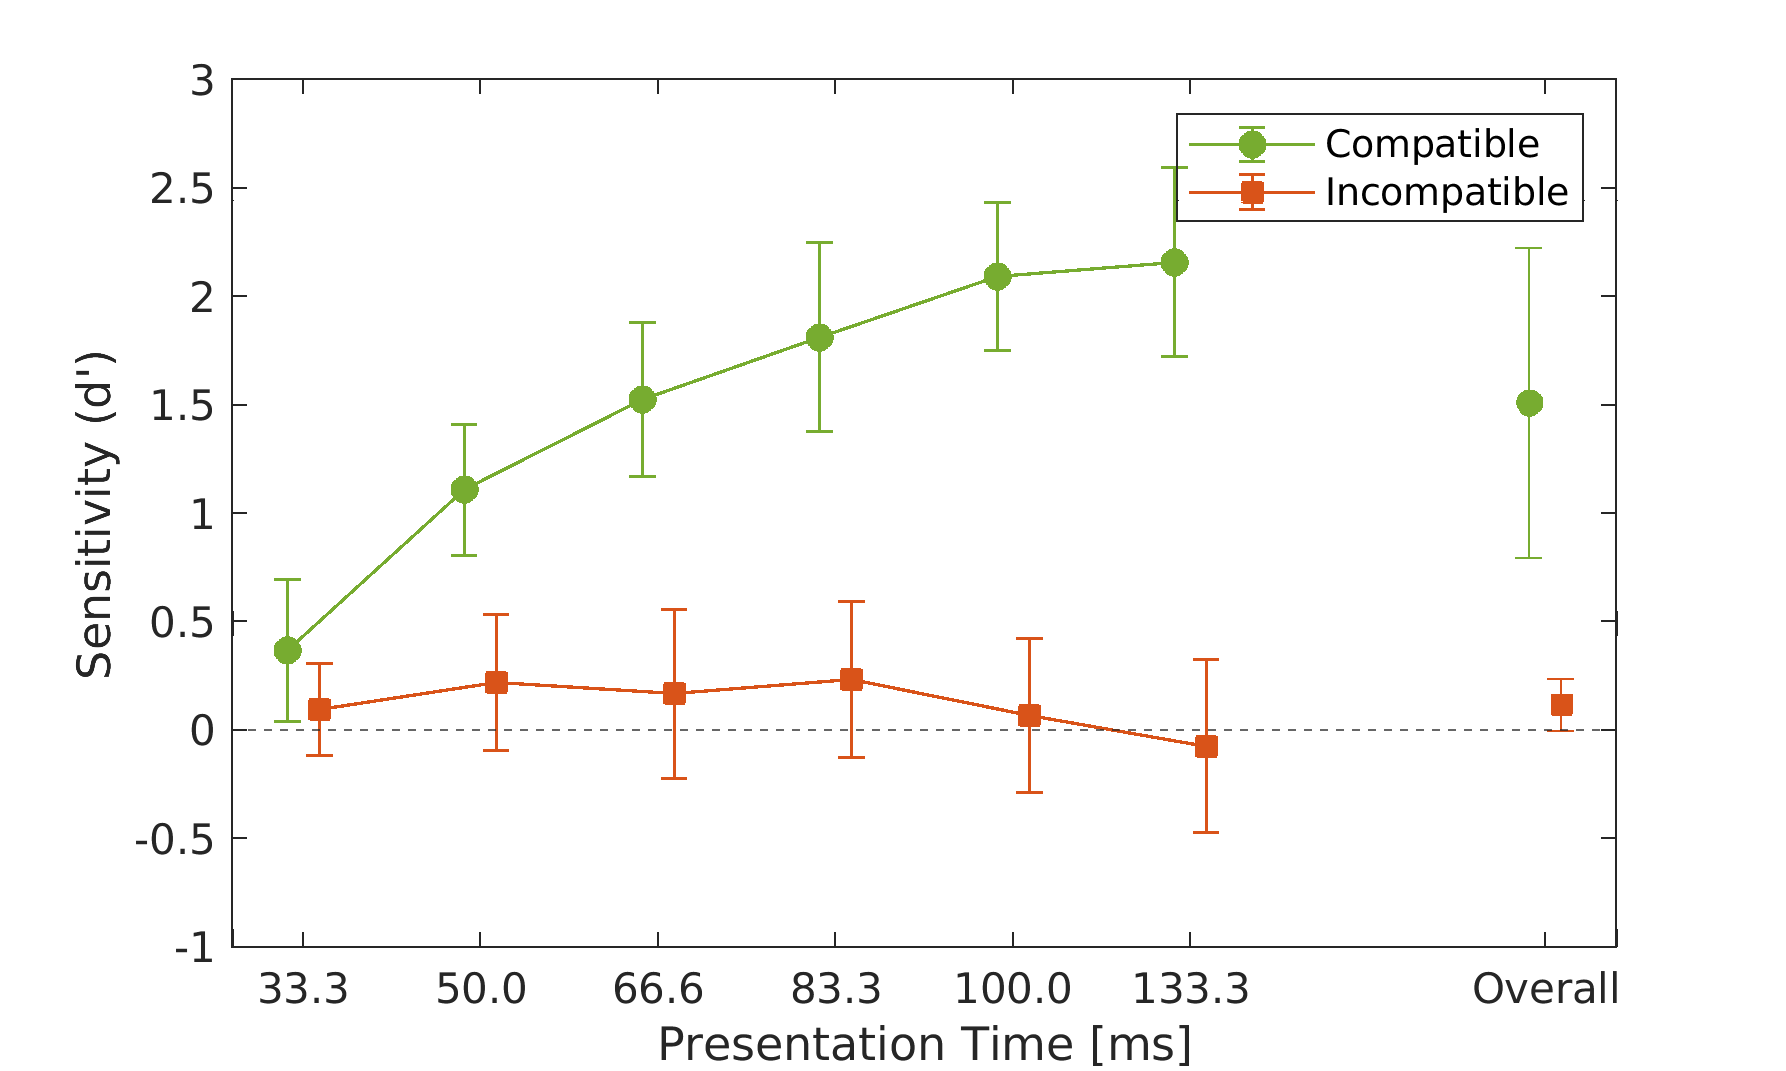 3
2.5
2
1.5
1
0.5
0
-0.5
-1
Sensitivity (d')
Compatible
Incompatible
33.3 50.0 66.6 83.3 100.0 133.3 Overall
Presentation Time [ms]